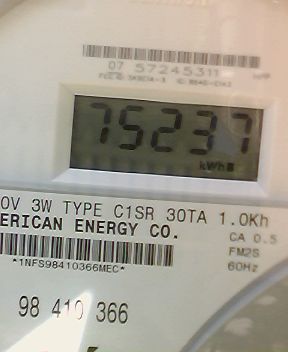 07 57245311
75237
kWh
0V 3W TYPE C1SR 30TA 1.0Kh
ERICAN ENERGY CO.
CA 0.5
FM2S
60Hz
*1NFS98410366MEC*
98 410 366